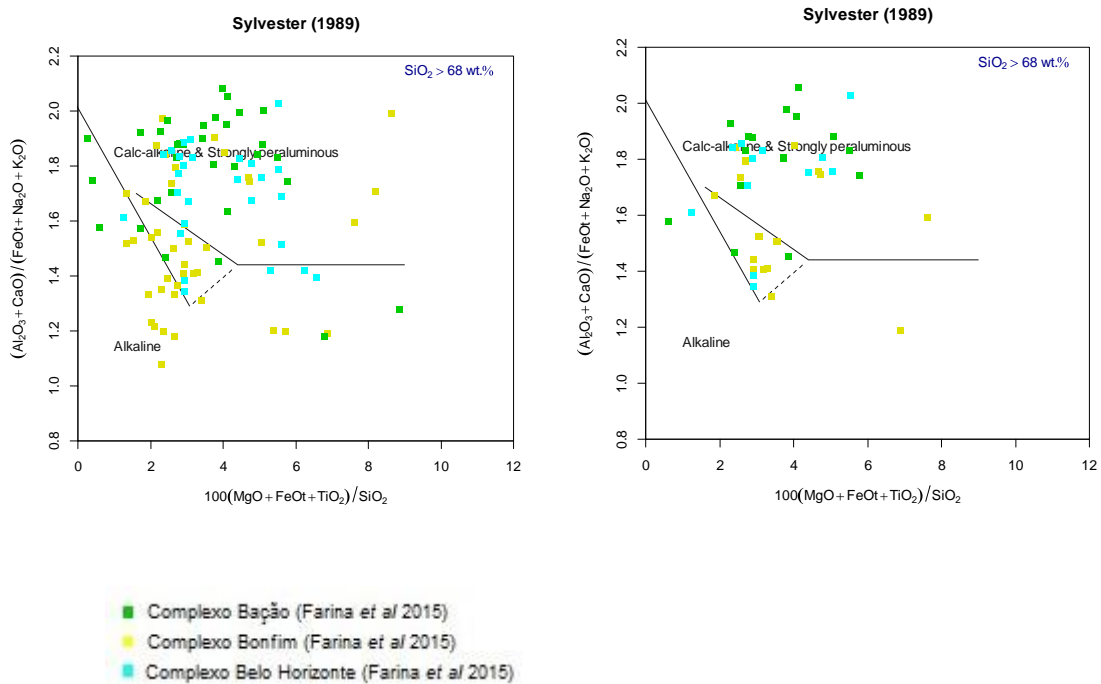 Sylvester (1989)
SiO₂ > 68 wt.%
Calc-alkaline & Strongly peraluminous
Alkaline
(Al₂O₃ + CaO)/(FeOt + Na₂O + K₂O)
2.2
2.0
1.8
1.6
1.4
1.2
1.0
0.8
0 2 4 6 8 10 12
100(MgO + FeOt + TiO₂)/SiO₂
Sylvester (1989)
SiO₂ > 68 wt.%
Calc-alkaline & Strongly peraluminous
Alkaline
(Al₂O₃ + CaO)/(FeOt + Na₂O + K₂O)
2.2
2.0
1.8
1.6
1.4
1.2
1.0
0.8
0 2 4 6 8 10 12
100(MgO + FeOt + TiO₂)/SiO₂
Complexo Bação (Farina et al 2015)
Complexo Bonfim (Farina et al 2015)
Complexo Belo Horizonte (Farina et al 2015)